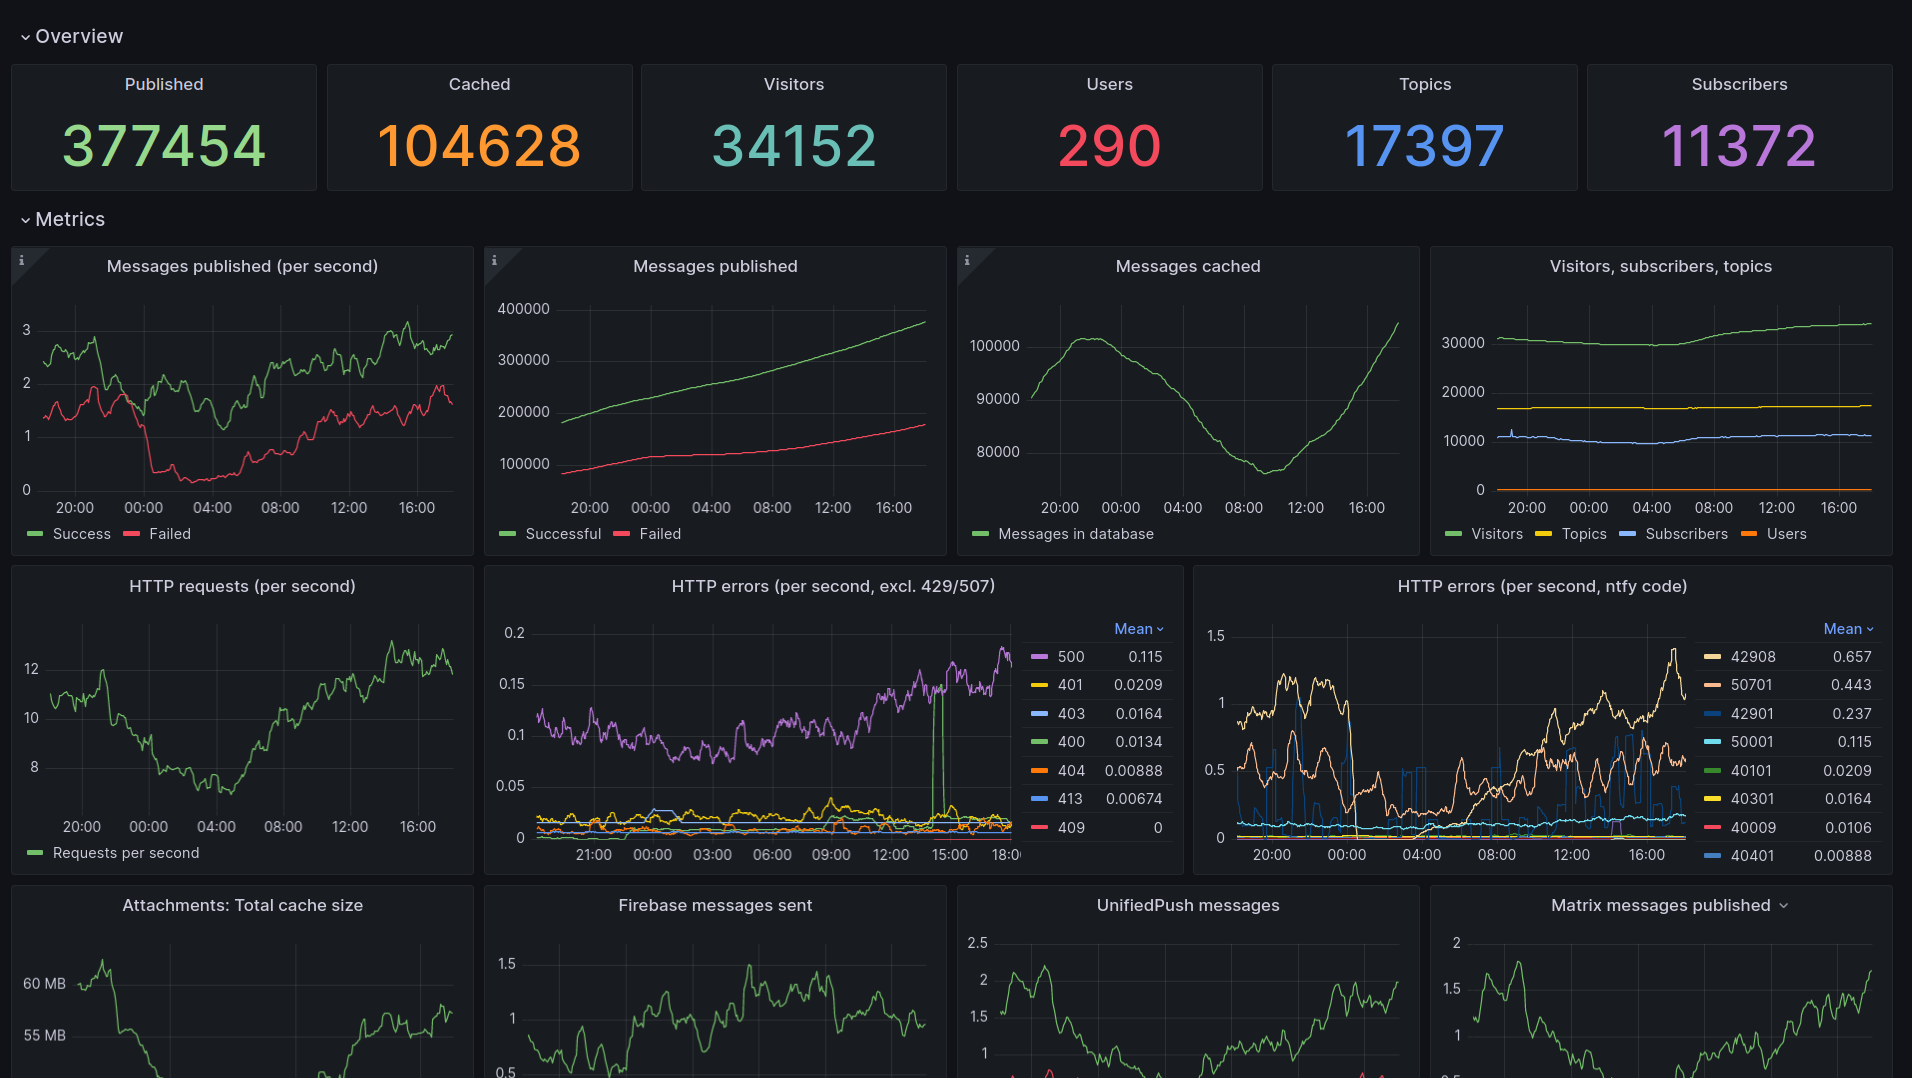 Overview
Published
Cached
Visitors
Users
Topics
Subscribers
377454
104628
34152
290
17397
11372
Metrics
Messages published (per second)
3
2
1
0
20:00 00:00 04:00 08:00 12:00 16:00
Success Failed
Messages published
400000
300000
200000
100000
20:00 00:00 04:00 08:00 12:00 16:00
Successful Failed
Messages cached
100000
90000
80000
20:00 00:00 04:00 08:00 12:00 16:00
Messages in database
Visitors, subscribers, topics
30000
20000
10000
0
20:00 00:00 04:00 08:00 12:00 16:00
Visitors Topics Subscribers Users
HTTP requests (per second)
12
10
8
20:00 00:00 04:00 08:00 12:00 16:00
Requests per second
HTTP errors (per second, excl. 429/507)
0.2
0.15
0.1
0.05
0
21:00 00:00 03:00 06:00 09:00 12:00 15:00 18:0
Mean
500 0.115
401 0.0209
403 0.0164
400 0.0134
404 0.00888
413 0.00674
409 0
HTTP errors (per second, ntfy code)
1.5
1
0.5
0
20:00 00:00 04:00 08:00 12:00 16:00
Mean
42908 0.657
50701 0.443
42901 0.237
50001 0.115
40101 0.0209
40301 0.0164
40009 0.0106
40401 0.00888
Attachments: Total cache size
60 MB
55 MB
Firebase messages sent
1.5
1
0.5
UnifiedPush messages
2.5
2
1.5
1
Matrix messages published
2
1.5
1